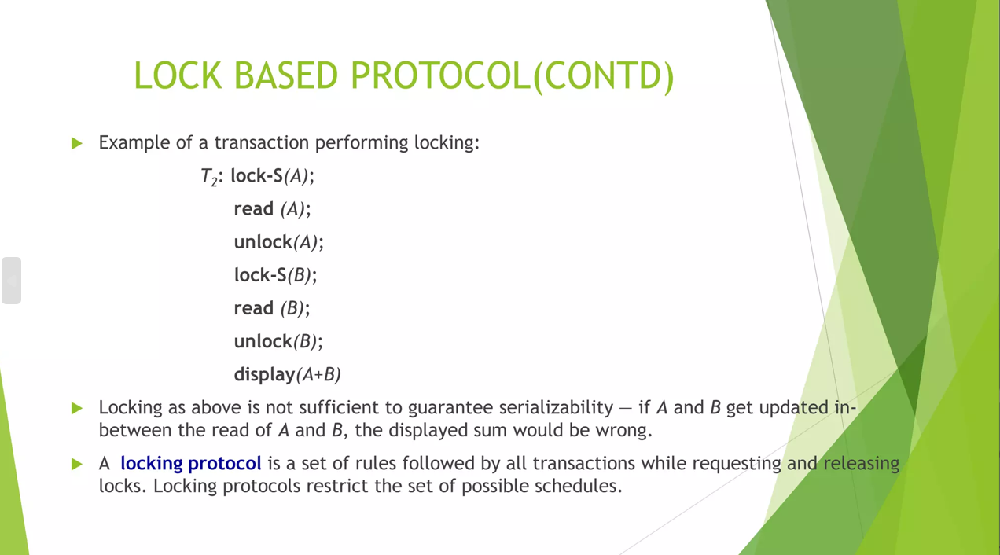 LOCK BASED PROTOCOL(CONTD)
Example of a transaction performing locking:
T2: lock-S(A);
read (A);
unlock(A);
lock-S(B);
read (B);
unlock(B);
display(A+B)
Locking as above is not sufficient to guarantee serializability — if A and B get updated in-
between the read of A and B, the displayed sum would be wrong.
A locking protocol is a set of rules followed by all transactions while requesting and releasing
locks. Locking protocols restrict the set of possible schedules.